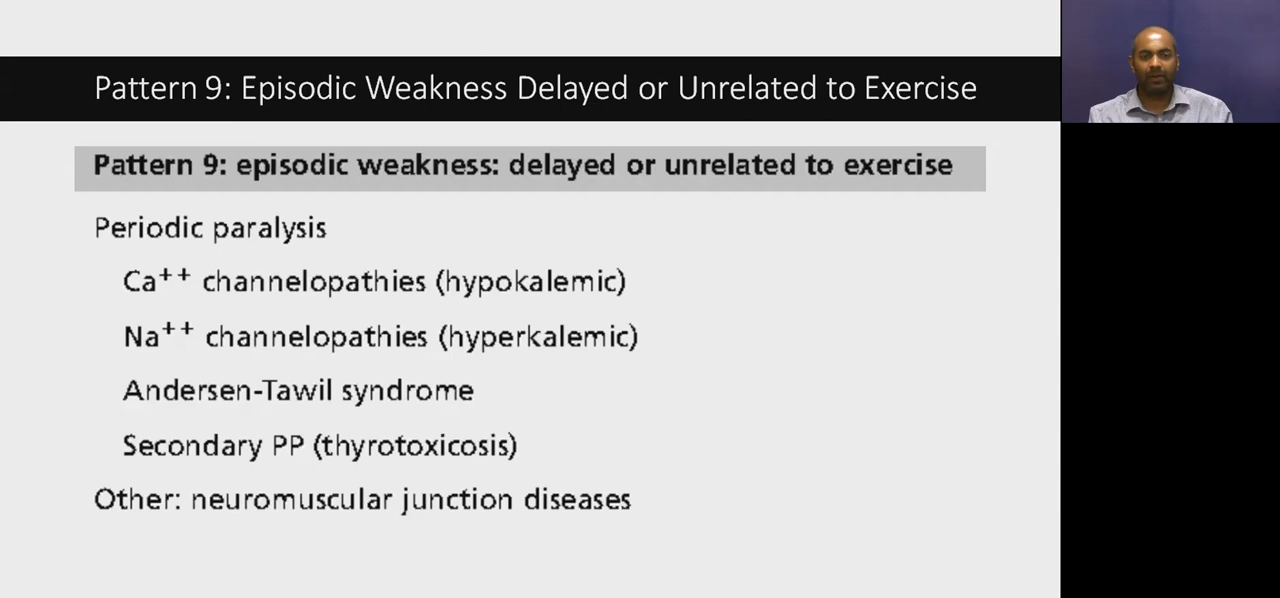 Pattern 9: Episodic Weakness Delayed or Unrelated to Exercise
Pattern 9: episodic weakness: delayed or unrelated to exercise
Periodic paralysis
Ca⁺⁺ channelopathies (hypokalemic)
Na⁺⁺ channelopathies (hyperkalemic)
Andersen-Tawil syndrome
Secondary PP (thyrotoxicosis)
Other: neuromuscular junction diseases